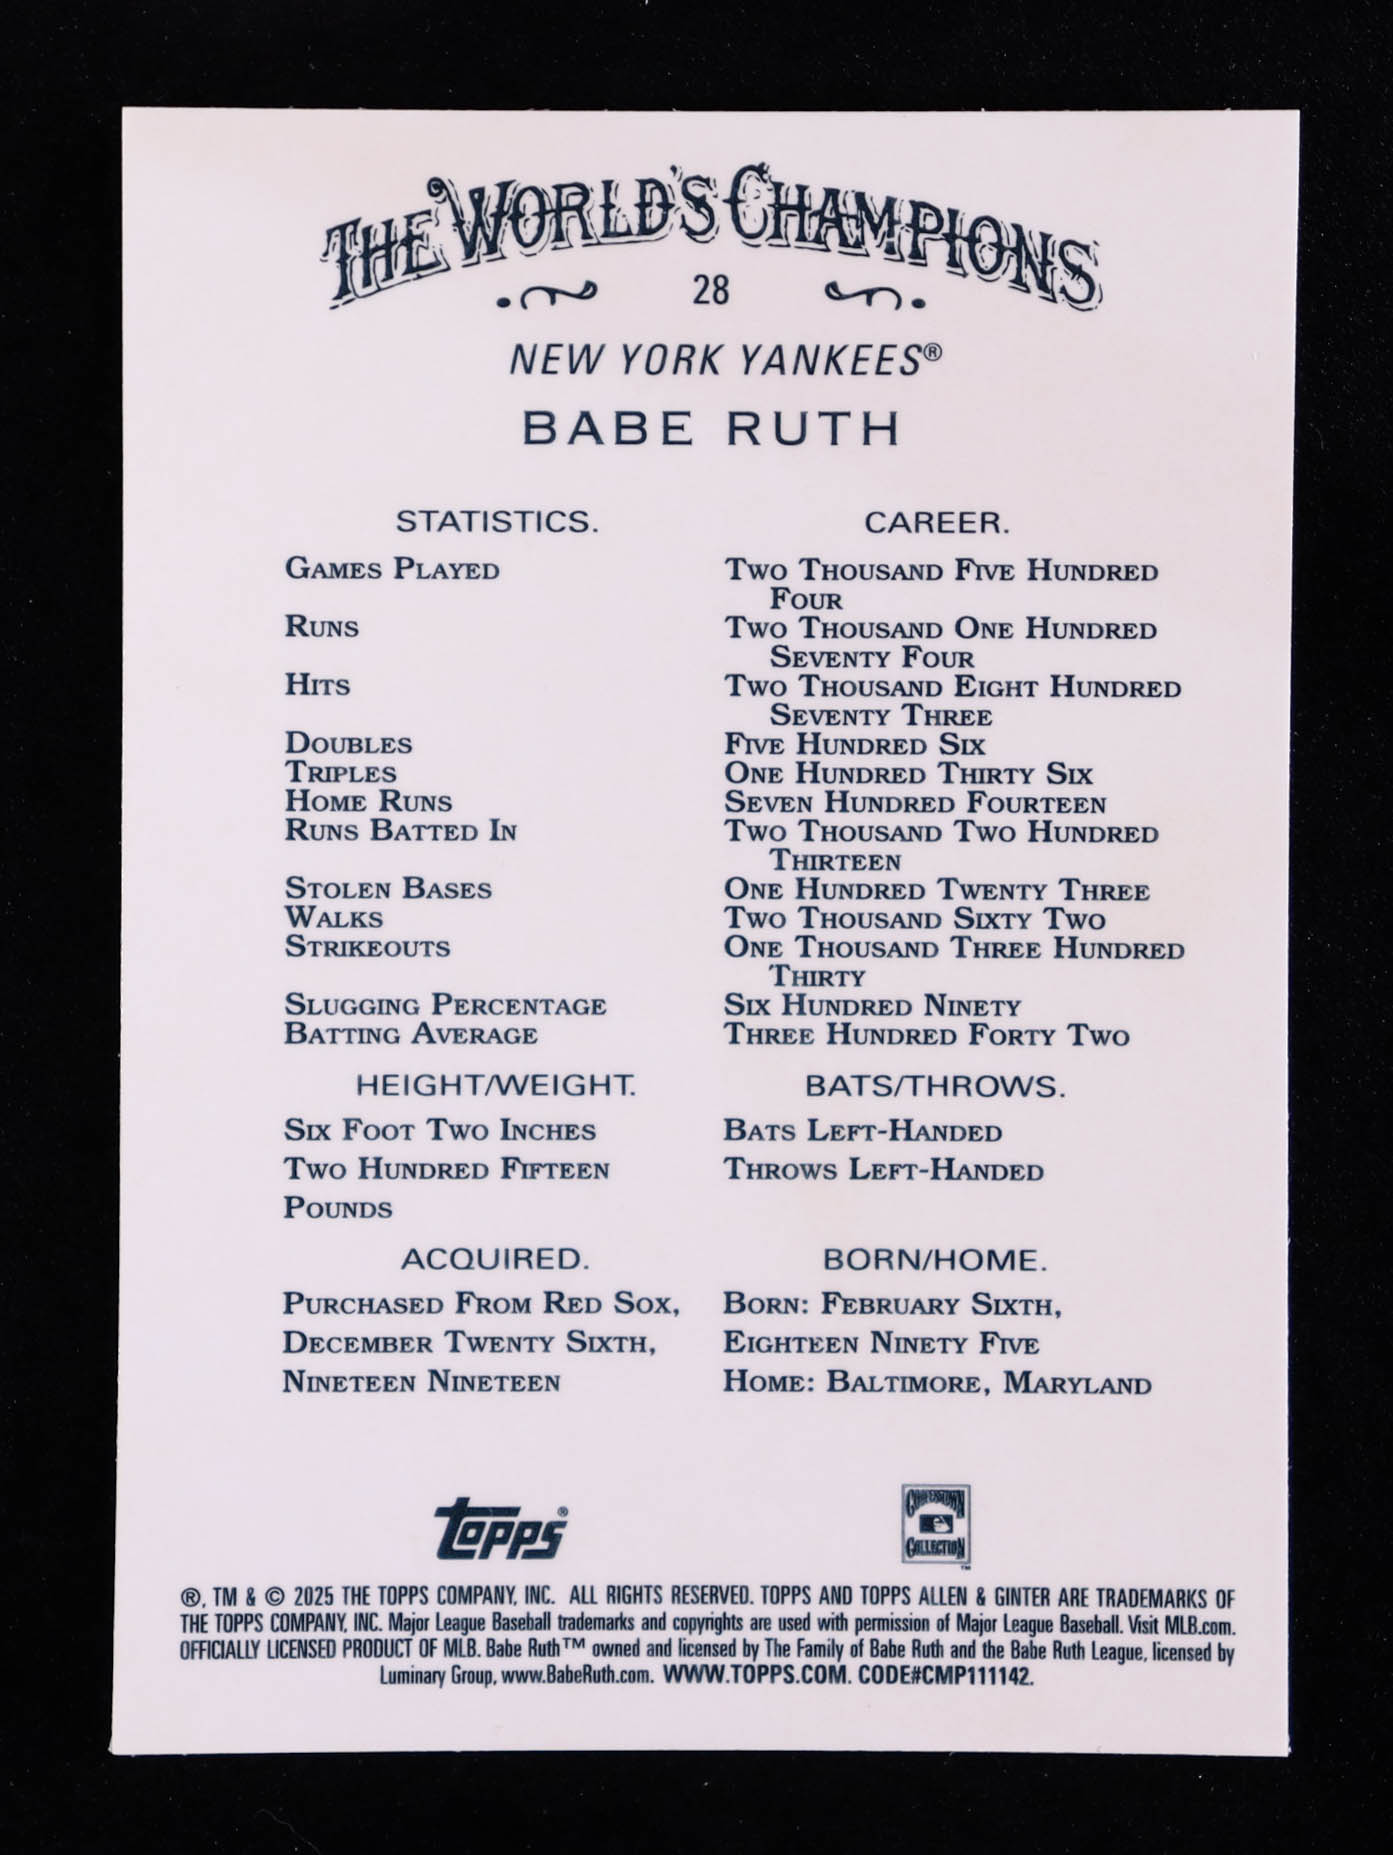 THE WORLD'S CHAMPIONS
28
NEW YORK YANKEES®
BABE RUTH
STATISTICS. CAREER.
GAMES PLAYED TWO THOUSAND FIVE HUNDRED
FOUR
RUNS TWO THOUSAND ONE HUNDRED
SEVENTY FOUR
HITS TWO THOUSAND EIGHT HUNDRED
SEVENTY THREE
DOUBLES FIVE HUNDRED SIX
TRIPLES ONE HUNDRED THIRTY SIX
HOME RUNS SEVEN HUNDRED FOURTEEN
RUNS BATTED IN TWO THOUSAND TWO HUNDRED
THIRTEEN
STOLEN BASES ONE HUNDRED TWENTY THREE
WALKS TWO THOUSAND SIXTY TWO
STRIKEOUTS ONE THOUSAND THREE HUNDRED
THIRTY
SLUGGING PERCENTAGE SIX HUNDRED NINETY
BATTING AVERAGE THREE HUNDRED FORTY TWO
HEIGHT/WEIGHT. BATS/THROWS.
SIX FOOT TWO INCHES BATS LEFT-HANDED
TWO HUNDRED FIFTEEN THROWS LEFT-HANDED
POUNDS
ACQUIRED. BORN/HOME.
PURCHASED FROM RED SOX, BORN: FEBRUARY SIXTH,
DECEMBER TWENTY SIXTH, EIGHTEEN NINETY FIVE
NINETEEN NINETEEN HOME: BALTIMORE, MARYLAND
Topps® COOPERSTOWN
COLLECTION™
®, TM & © 2025 THE TOPPS COMPANY, INC. ALL RIGHTS RESERVED. TOPPS AND TOPPS ALLEN & GINTER ARE TRADEMARKS OF
THE TOPPS COMPANY, INC. Major League Baseball trademarks and copyrights are used with permission of Major League Baseball. Visit MLB.com.
OFFICIALLY LICENSED PRODUCT OF MLB. Babe Ruth™ owned and licensed by The Family of Babe Ruth and the Babe Ruth League, licensed by
Luminary Group, www.BabeRuth.com. WWW.TOPPS.COM. CODE#CMP111142.